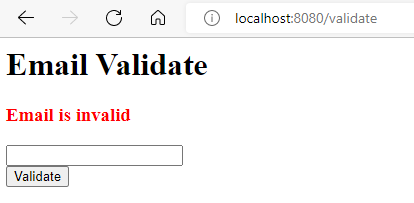 localhost:8080/validate
Email Validate
Email is invalid
Validate